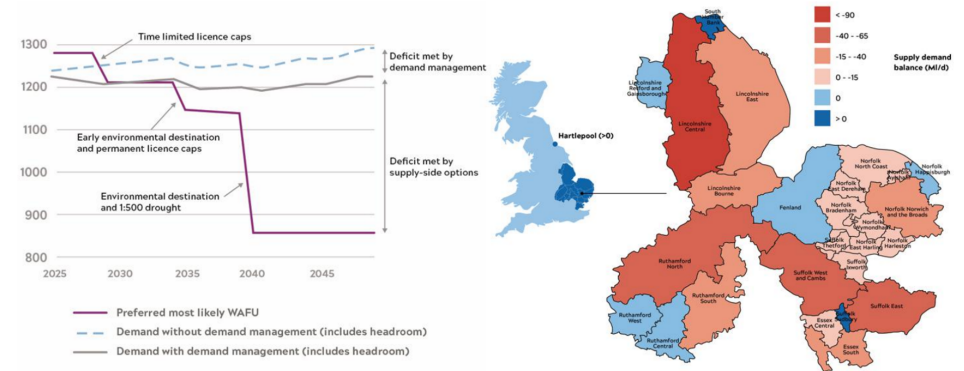 1300
1200
1100
1000
900
800
2025
2030
2035
2040
2045
Time limited licence caps
Early environmental destination
and permanent licence caps
Environmental destination
and 1:500 drought
Deficit met by
demand management
Deficit met by
supply-side options
Preferred most likely WAFU
Demand without demand management (includes headroom)
Demand with demand management (includes headroom)
Hartlepool (>0)
South
Bank
Lincolnshire
Retford and
Gainsborough
Lincolnshire
Central
Lincolnshire
East
Lincolnshire
Bourne
Fenland
Norfolk
North Coast
Norfolk
Happisburgh
Norfolk
Aylsham
Norfolk
East Dereham
Norfolk
Bradenham
Norfolk Norwich
and the Broads
Norfolk
Wymondham
Suffolk
Thetford
Norfolk
East Harling
Norfolk
Harleston
Suffolk
Ixworth
Ruthamford
North
Ruthamford
South
Ruthamford
West
Ruthamford
Central
Suffolk West
and Cambs
Suffolk East
Suffolk
Sudbury
Essex
Central
Essex
South
< -90
-40 - -65
-15 - -40
0 - -15
0
> 0
Supply demand
balance (Ml/d)